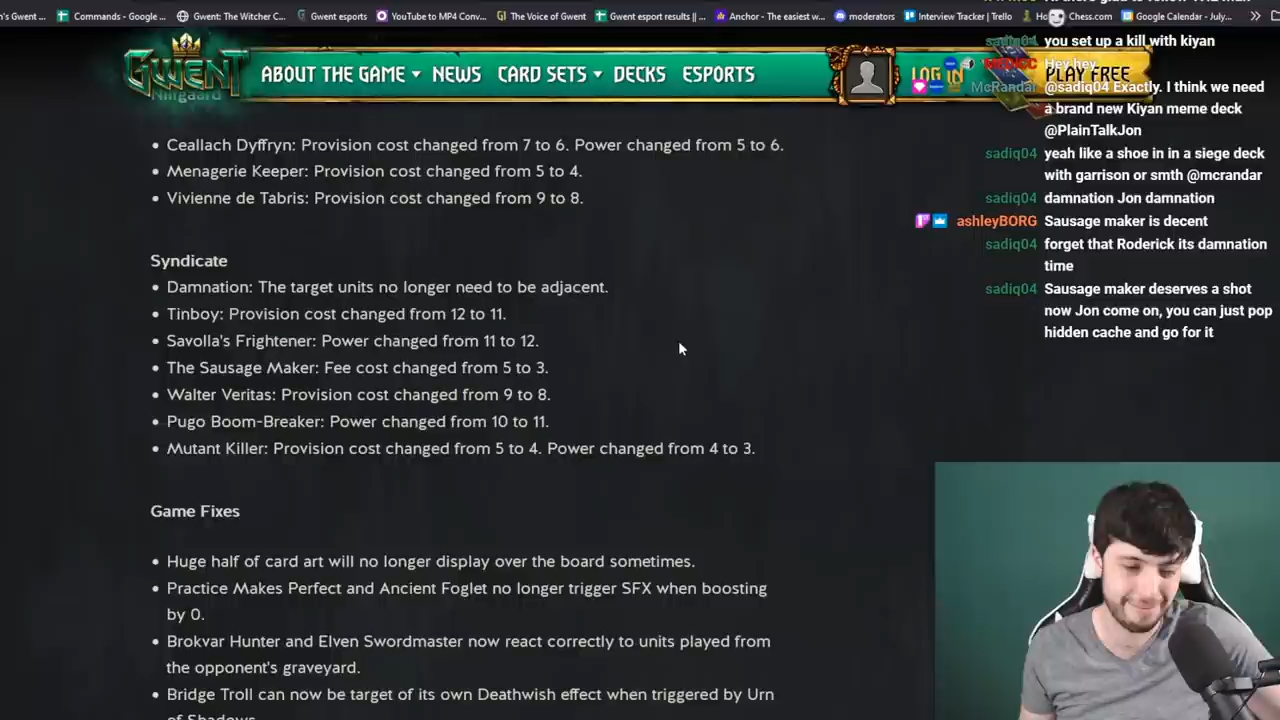 n's Gwent ...
Commands - Google ...
Gwent: The Witcher C...
Gwent esports
YouTube to MP4 Conv...
The Voice of Gwent
Gwent esport results || ...
Anchor - The easiest w...
moderators
Interview Tracker | Trello
Chess.com
Google Calendar - July...
GWENT
Nilfgaard
ABOUT THE GAME
NEWS
CARD SETS
DECKS
ESPORTS
LOG IN
PLAY FREE
• Ceallach Dyffryn: Provision cost changed from 7 to 6. Power changed from 5 to 6.
• Menagerie Keeper: Provision cost changed from 5 to 4.
• Vivienne de Tabris: Provision cost changed from 9 to 8.
Syndicate
• Damnation: The target units no longer need to be adjacent.
• Tinboy: Provision cost changed from 12 to 11.
• Savolla's Frightener: Power changed from 11 to 12.
• The Sausage Maker: Fee cost changed from 5 to 3.
• Walter Veritas: Provision cost changed from 9 to 8.
• Pugo Boom-Breaker: Power changed from 10 to 11.
• Mutant Killer: Provision cost changed from 5 to 4. Power changed from 4 to 3.
Game Fixes
• Huge half of card art will no longer display over the board sometimes.
• Practice Makes Perfect and Ancient Foglet no longer trigger SFX when boosting
by 0.
• Brokvar Hunter and Elven Swordmaster now react correctly to units played from
the opponent's graveyard.
• Bridge Troll can now be target of its own Deathwish effect when triggered by Urn
of Shadows.
sadiq04 you set up a kill with kiyan
Hey hey
McRandar @sadiq04 Exactly. I think we need
a brand new Kiyan meme deck
@PlainTalkJon
sadiq04 yeah like a shoe in in a siege deck
with garrison or smth @mcrandar
sadiq04 damnation Jon damnation
ashleyBORG Sausage maker is decent
sadiq04 forget that Roderick its damnation
time
sadiq04 Sausage maker deserves a shot
now Jon come on, you can just pop
hidden cache and go for it